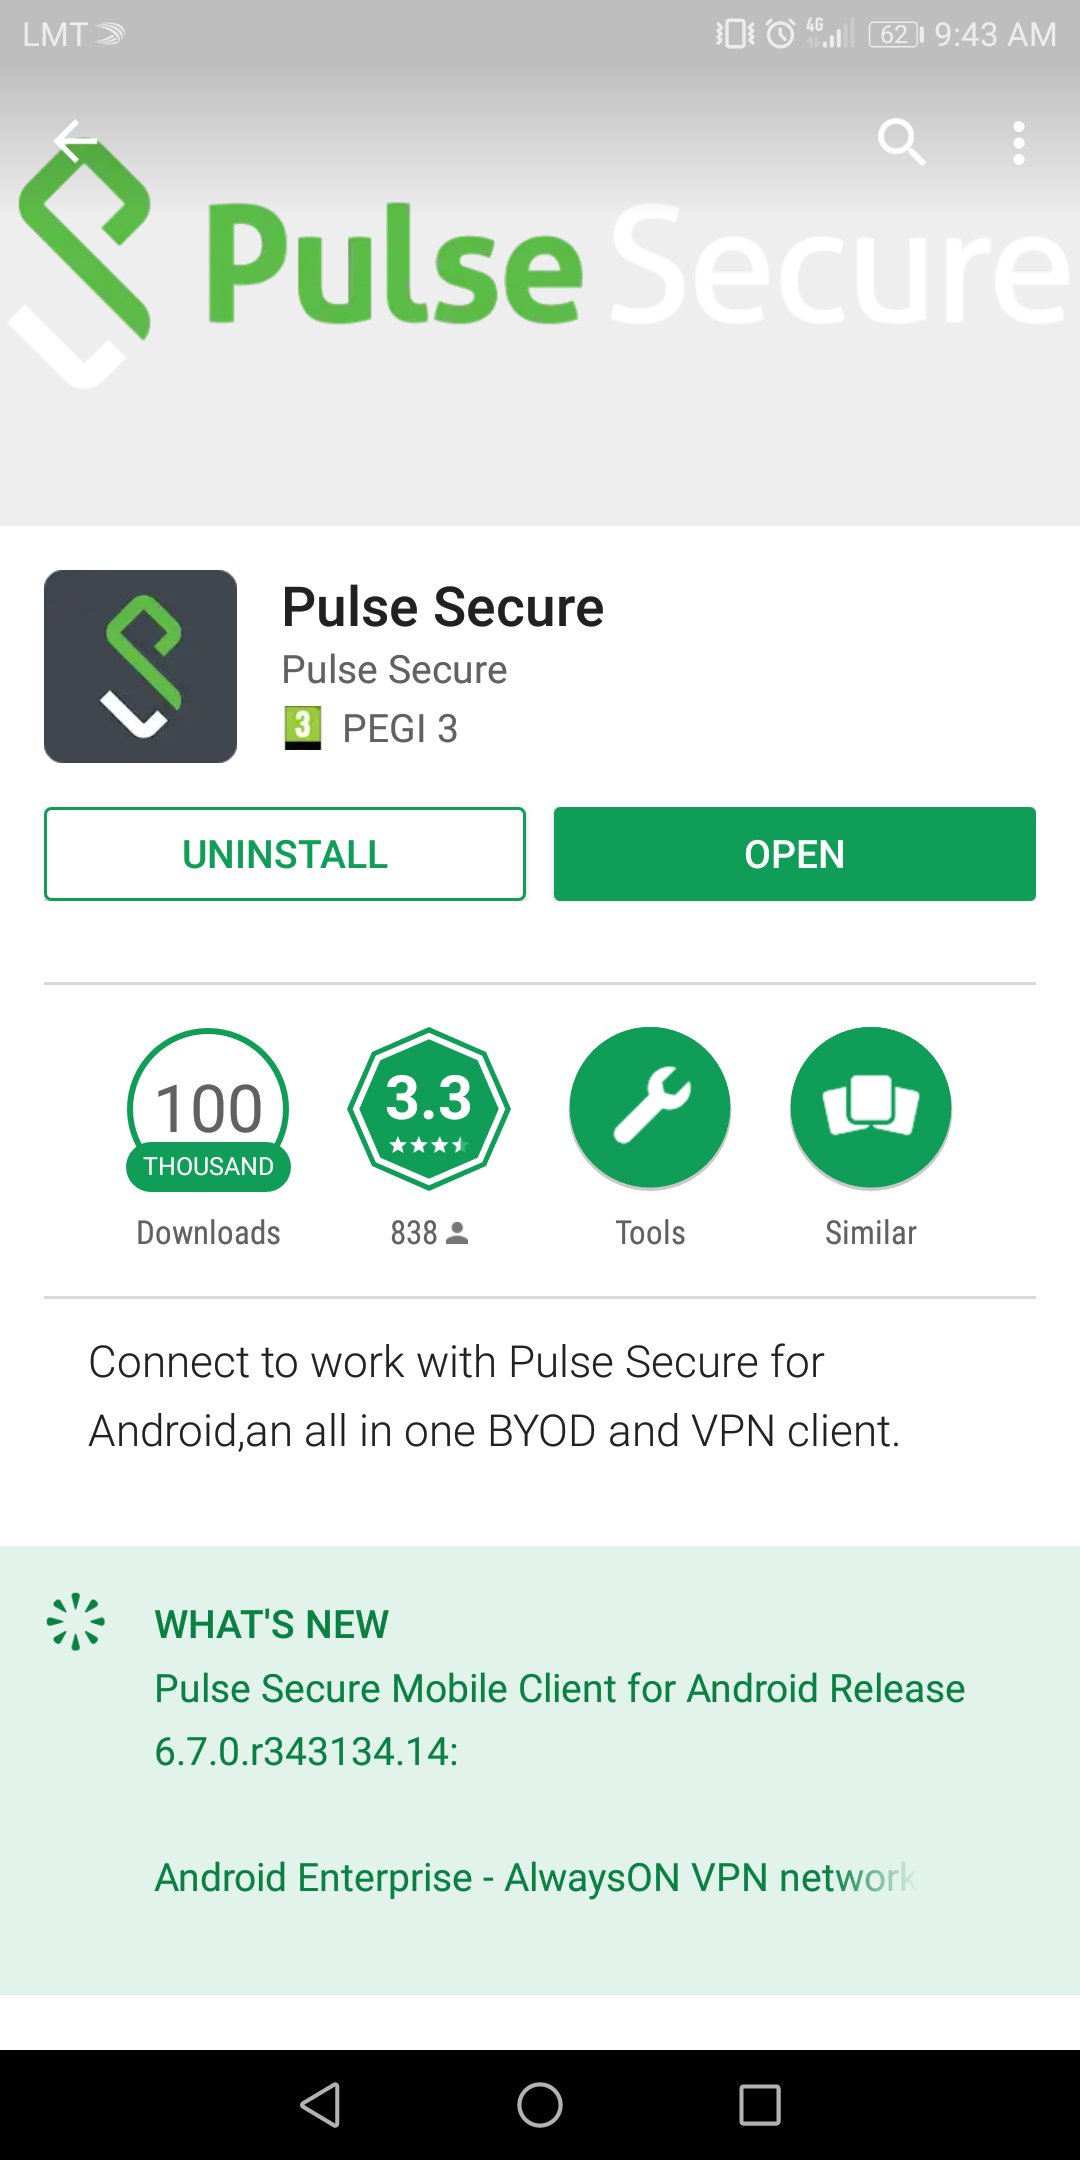 LMT 4G 62 9:43 AM
Pulse Secure
Pulse Secure
Pulse Secure
3 PEGI 3
UNINSTALL OPEN
100 3.3
THOUSAND
Downloads 838 Tools Similar
Connect to work with Pulse Secure for
Android,an all in one BYOD and VPN client.
WHAT'S NEW
Pulse Secure Mobile Client for Android Release
6.7.0.r343134.14:
Android Enterprise - AlwaysON VPN network